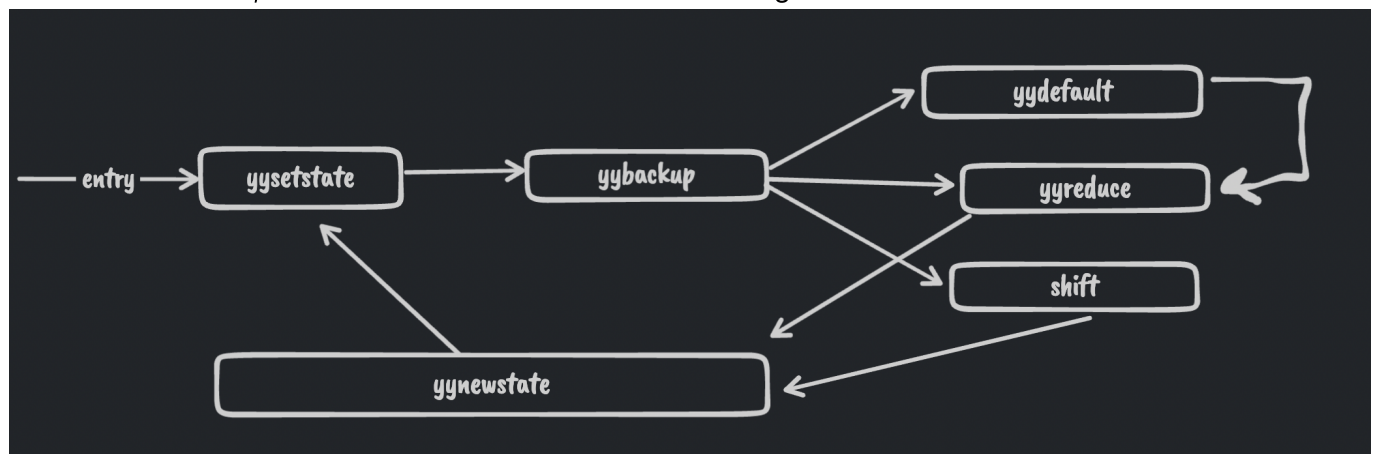 entry
yysetstate
yybackup
yydefault
yyreduce
shift
yynewstate